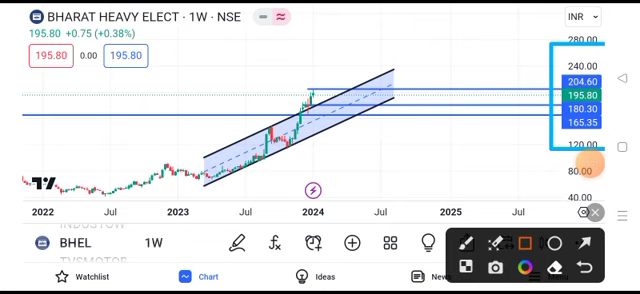 BHARAT HEAVY ELECT · 1W · NSE
INR
195.80 +0.75 (+0.38%)
195.80 0.00 195.80
280.00
240.00
204.60
195.80
180.30
165.35
120.00
80.00
40.00
2022 Jul 2023 Jul 2024 Jul 2025 Jul
BHEL 1W
Watchlist Chart Ideas News